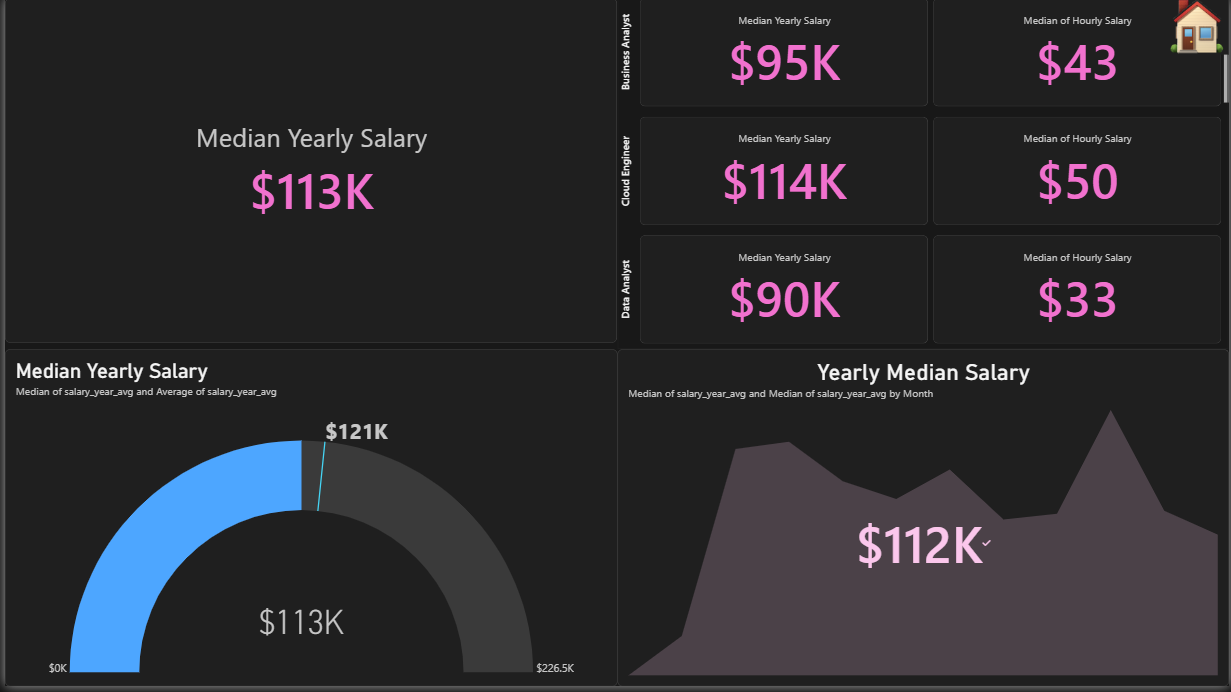 Median Yearly Salary
$113K
Business Analyst
Median Yearly Salary
$95K
Median of Hourly Salary
$43
Cloud Engineer
Median Yearly Salary
$114K
Median of Hourly Salary
$50
Data Analyst
Median Yearly Salary
$90K
Median of Hourly Salary
$33
Median Yearly Salary
Median of salary_year_avg and Average of salary_year_avg
$121K
$113K
$0K
$226.5K
Yearly Median Salary
Median of salary_year_avg and Median of salary_year_avg by Month
$112K